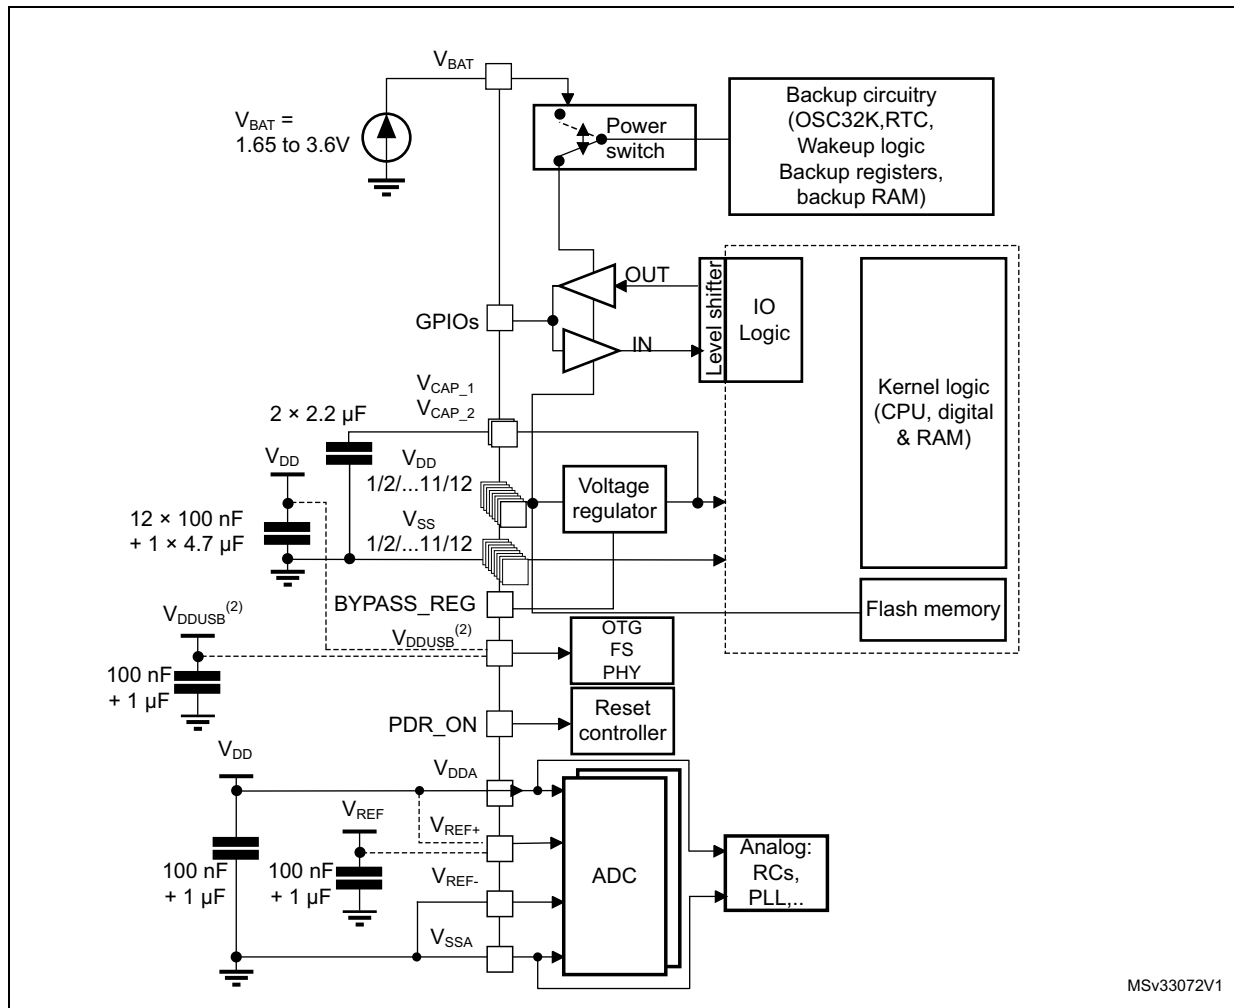 VBAT
VBAT =
1.65 to 3.6V
Power
switch
Backup circuitry
(OSC32K,RTC,
Wakeup logic
Backup registers,
backup RAM)
OUT
GPIOs
IN
Level shifter
IO
Logic
Kernel logic
(CPU, digital
& RAM)
VCAP_1
VCAP_2
2 × 2.2 µF
VDD
VDD
1/2/...11/12
Voltage
regulator
12 × 100 nF
+ 1 × 4.7 µF
VSS
1/2/...11/12
BYPASS_REG
Flash memory
VDDUSB(2)
VDDUSB(2)
OTG
FS
PHY
100 nF
+ 1 µF
PDR_ON
Reset
controller
VDD
VDDA
VREF
VREF+
100 nF
+ 1 µF
100 nF
+ 1 µF
VREF-
ADC
Analog:
RCs,
PLL,..
VSSA
MSv33072V1